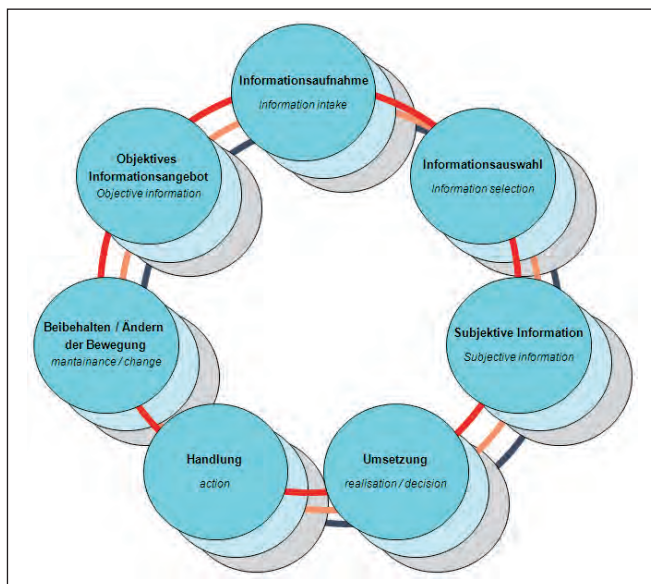 Informationsaufnahme
Information intake
Informationsauswahl
Information selection
Subjektive Information
Subjective information
Umsetzung
realisation / decision
Handlung
action
Beibehalten / Ändern
der Bewegung
mantainance / change
Objektives
Informationsangebot
Objective information